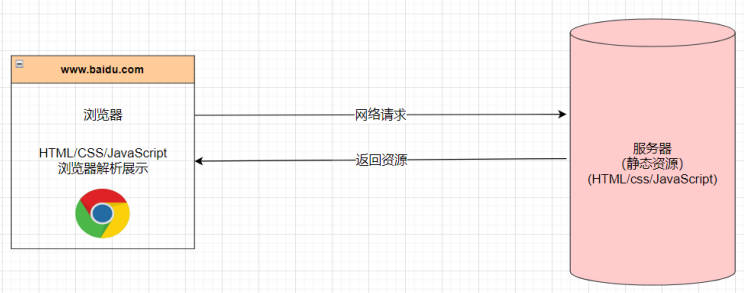 www.baidu.com
浏览器
HTML/CSS/JavaScript
浏览器解析展示
网络请求
返回资源
服务器
(静态资源)
(HTML/css/JavaScript)